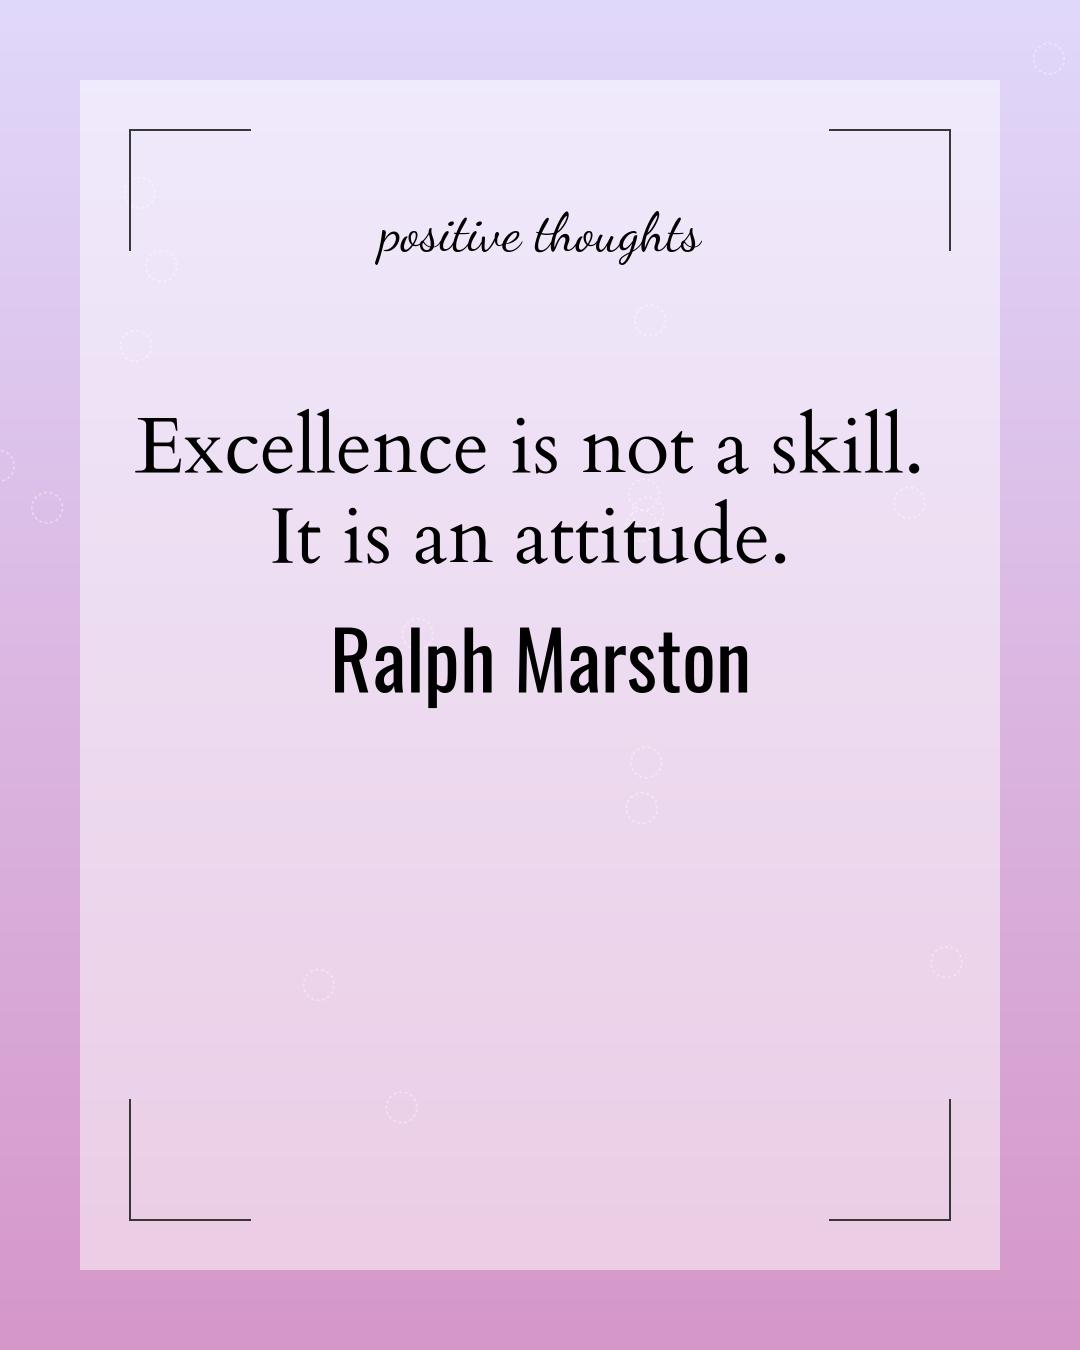 positive thoughts
Excellence is not a skill.
It is an attitude.
Ralph Marston